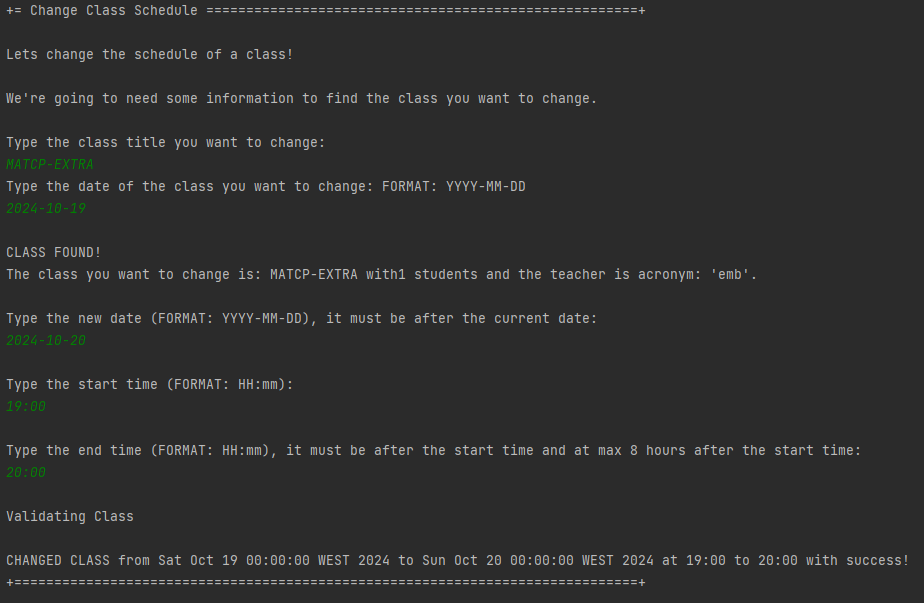 += Change Class Schedule ======================================================+
Lets change the schedule of a class!
We're going to need some information to find the class you want to change.
Type the class title you want to change:
MATCP-EXTRA
Type the date of the class you want to change: FORMAT: YYYY-MM-DD
2024-10-19
CLASS FOUND!
The class you want to change is: MATCP-EXTRA with1 students and the teacher is acronym: 'emb'.
Type the new date (FORMAT: YYYY-MM-DD), it must be after the current date:
2024-10-20
Type the start time (FORMAT: HH:mm):
19:00
Type the end time (FORMAT: HH:mm), it must be after the start time and at max 8 hours after the start time:
20:00
Validating Class
CHANGED CLASS from Sat Oct 19 00:00:00 WEST 2024 to Sun Oct 20 00:00:00 WEST 2024 at 19:00 to 20:00 with success!
+==============================================================================+